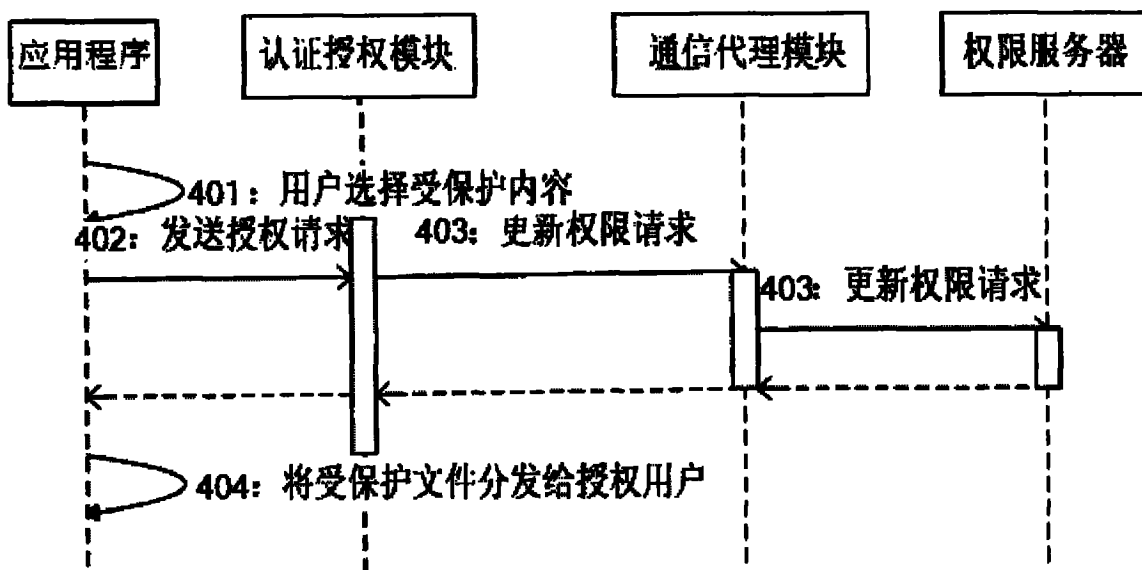 应用程序
认证授权模块
通信代理模块
权限服务器
401：用户选择受保护内容
402：发送授权请求
403：更新权限请求
403：更新权限请求
404：将受保护文件分发给授权用户